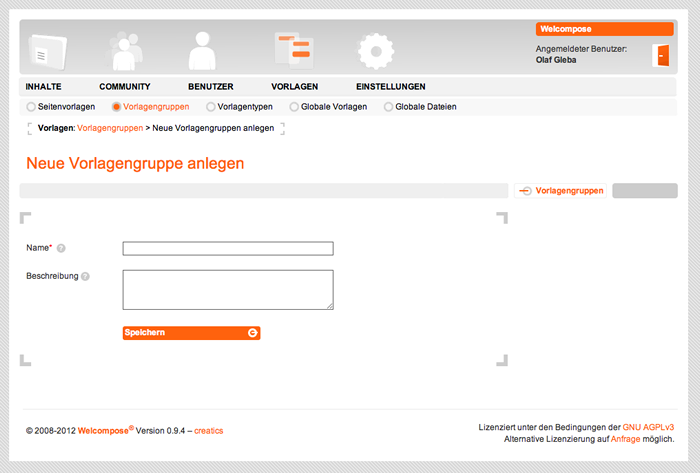 Welcompose
Angemeldeter Benutzer:
Olaf Gleba
INHALTE COMMUNITY BENUTZER VORLAGEN EINSTELLUNGEN
Seitenvorlagen Vorlagengruppen Vorlagentypen Globale Vorlagen Globale Dateien
Vorlagen: Vorlagengruppen > Neue Vorlagengruppen anlegen
Neue Vorlagengruppe anlegen
Vorlagengruppen
Name* ?
Beschreibung ?
Speichern
© 2008-2012 Welcompose® Version 0.9.4 – creatics
Lizenziert unter den Bedingungen der GNU AGPLv3
Alternative Lizenzierung auf Anfrage möglich.